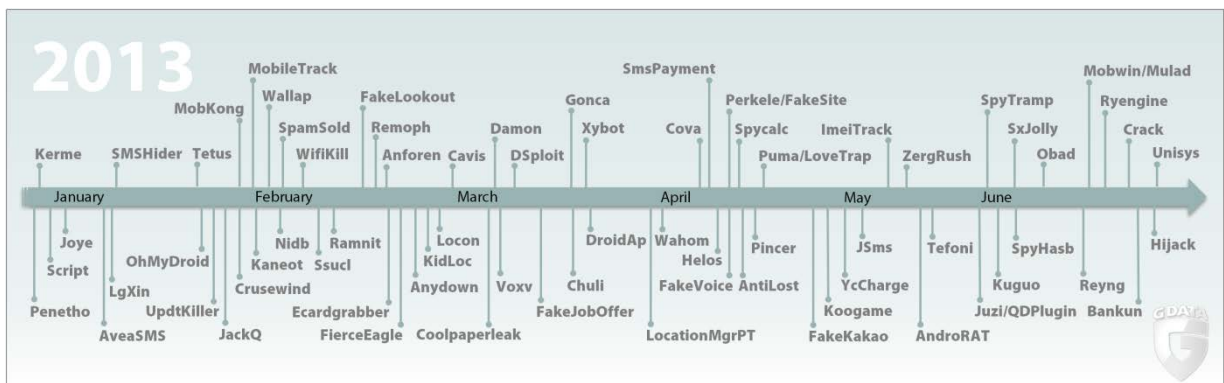 2013
MobileTrack
SmsPayment
Mobwin/Mulad
MobKong
Wallap
FakeLookout
Gonca
Perkele/FakeSite
SpyTramp
Ryengine
SpamSold
Remoph
Damon
Xybot
Cova
Spycalc
ImeiTrack
SxJolly
Crack
Kerme
SMSHider
Tetus
WifiKill
Anforen
Cavis
DSploit
Puma/LoveTrap
ZergRush
Obad
Unisys
January
February
March
April
May
June
Joye
OhMyDroid
Nidb
Ramnit
Locon
DroidAp
Wahom
Pincer
JSms
Tefoni
SpyHasb
Hijack
Script
Kaneot
Ssucl
KidLoc
Helos
LgXin
Crusewind
Anydown
Voxv
Chuli
FakeVoice
AntiLost
YcCharge
Kuguo
Reyng
Penetho
UpdtKiller
Ecardgrabber
FakeJobOffer
Koogame
Juzi/QDPlugin
Bankun
AveaSMS
JackQ
FierceEagle
Coolpaperleak
LocationMgrPT
FakeKakao
AndroRAT
G DATA